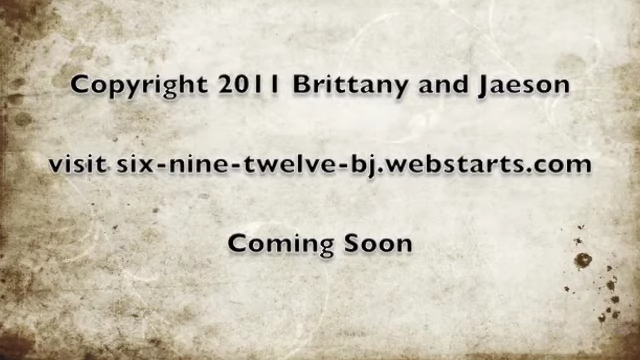 Copyright 2011 Brittany and Jaeson
visit six-nine-twelve-bj.webstarts.com
Coming Soon